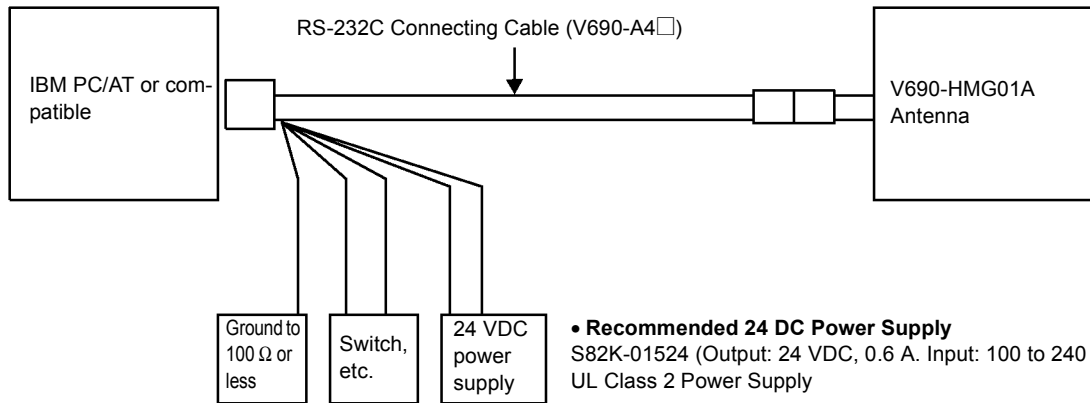 RS-232C Connecting Cable (V690-A4□)
IBM PC/AT or com-
patible
V690-HMG01A
Antenna
Ground to
100 Ω or
less
Switch,
etc.
24 VDC
power
supply
• Recommended 24 DC Power Supply
S82K-01524 (Output: 24 VDC, 0.6 A. Input: 100 to 240
UL Class 2 Power Supply